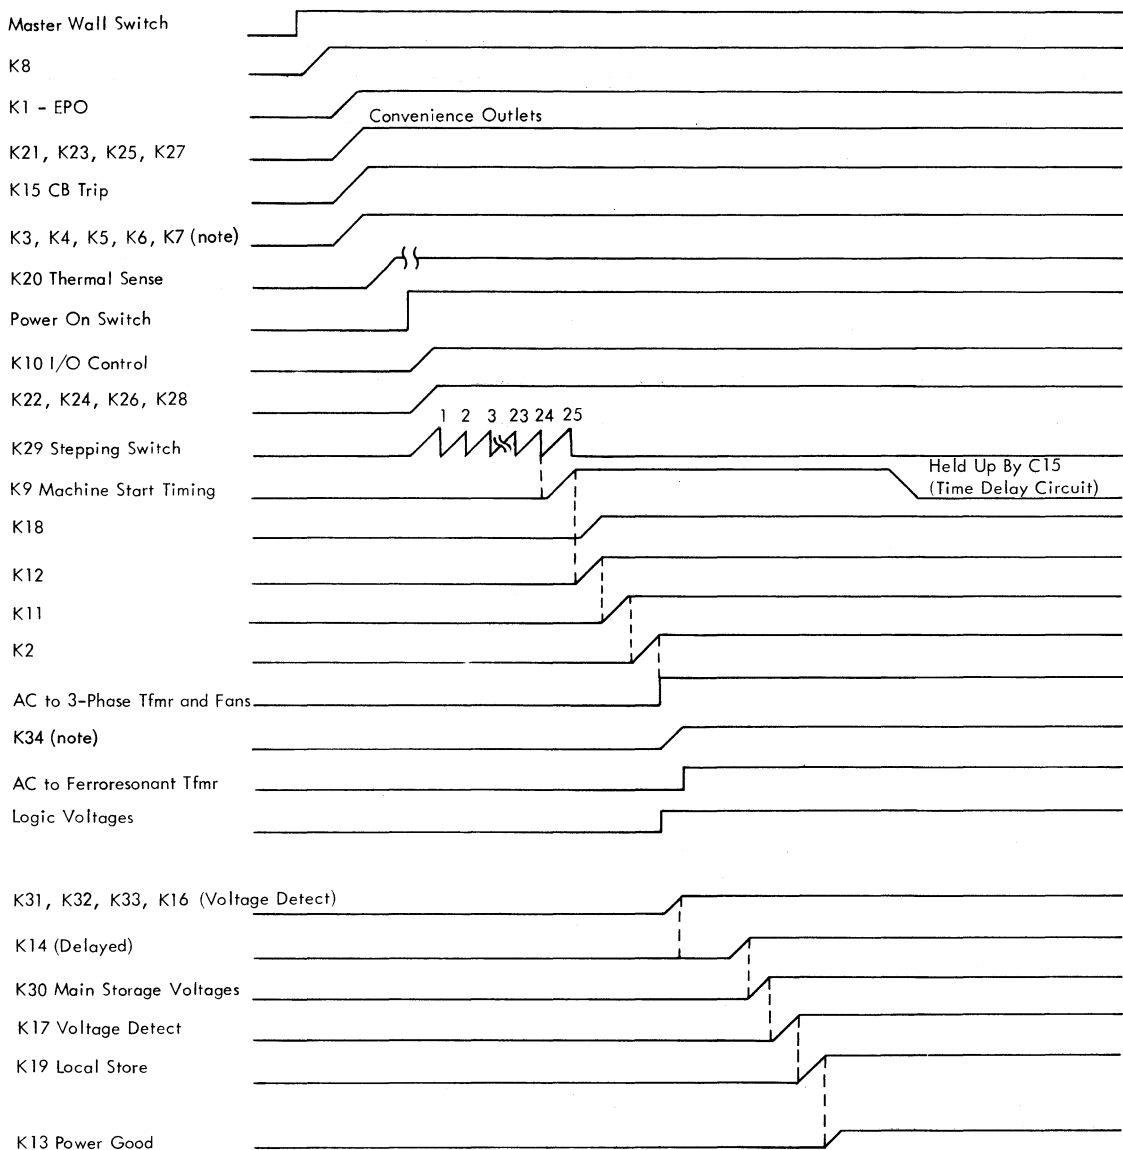 Master Wall Switch
K8
K1 - EPO
Convenience Outlets
K21, K23, K25, K27
K15 CB Trip
K3, K4, K5, K6, K7 (note)
K20 Thermal Sense
Power On Switch
K10 I/O Control
K22, K24, K26, K28
1 2 3 23 24 25
K29 Stepping Switch
Held Up By C15
(Time Delay Circuit)
K9 Machine Start Timing
K18
K12
K11
K2
AC to 3-Phase Tfmr and Fans
K34 (note)
AC to Ferroresonant Tfmr
Logic Voltages
K31, K32, K33, K16 (Voltage Detect)
K14 (Delayed)
K30 Main Storage Voltages
K17 Voltage Detect
K19 Local Store
K13 Power Good